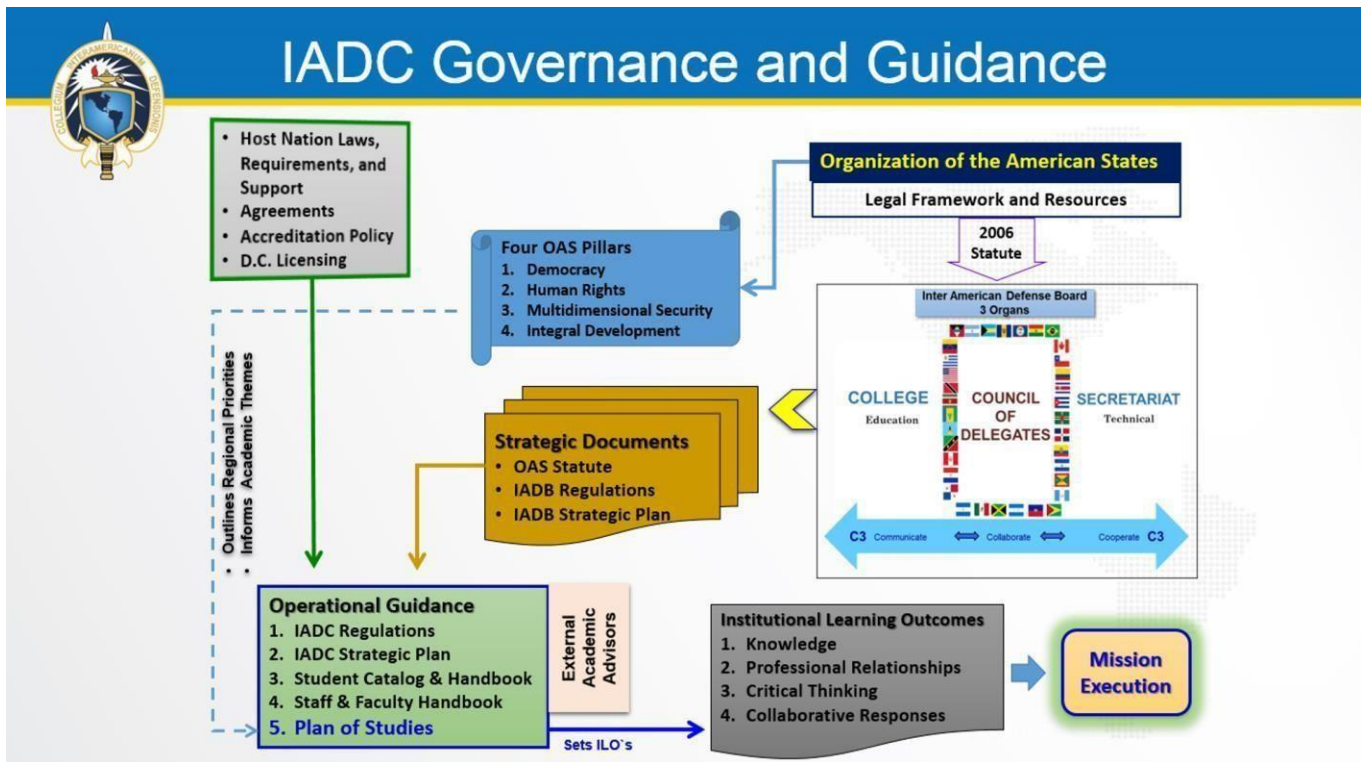 IADC Governance and Guidance
COLLEGIUM INTERAMERICANUM DEFENSIONIS
• Host Nation Laws,
Requirements, and
Support
• Agreements
• Accreditation Policy
• D.C. Licensing
Organization of the American States
Legal Framework and Resources
2006
Statute
Four OAS Pillars
1. Democracy
2. Human Rights
3. Multidimensional Security
4. Integral Development
Inter American Defense Board
3 Organs
COLLEGE
Education
COUNCIL
OF
DELEGATES
SECRETARIAT
Technical
C3 Communicate Collaborate Cooperate C3
Strategic Documents
• OAS Statute
• IADB Regulations
• IADB Strategic Plan
• Outlines Regional Priorities
• Informs Academic Themes
Operational Guidance
1. IADC Regulations
2. IADC Strategic Plan
3. Student Catalog & Handbook
4. Staff & Faculty Handbook
5. Plan of Studies
External
Academic
Advisors
Sets ILO`s
Institutional Learning Outcomes
1. Knowledge
2. Professional Relationships
3. Critical Thinking
4. Collaborative Responses
Mission
Execution